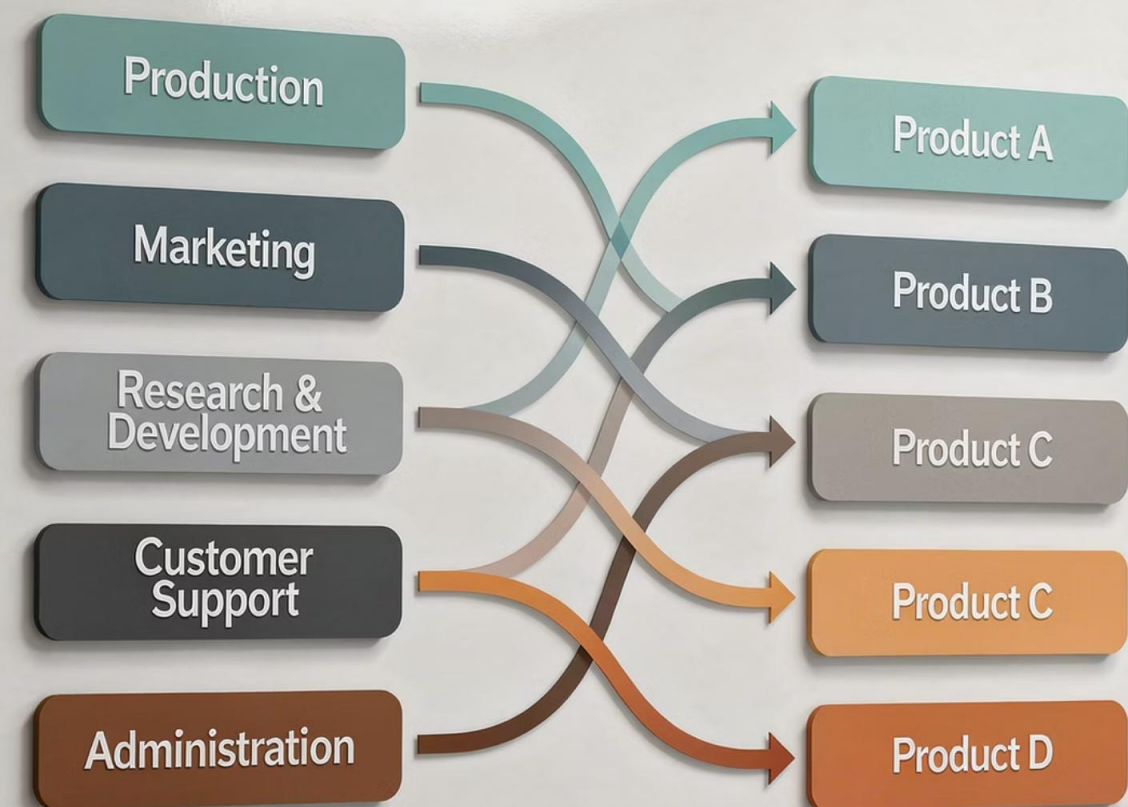 Production
Marketing
Research &
Development
Customer
Support
Administration
Product A
Product B
Product C
Product C
Product D